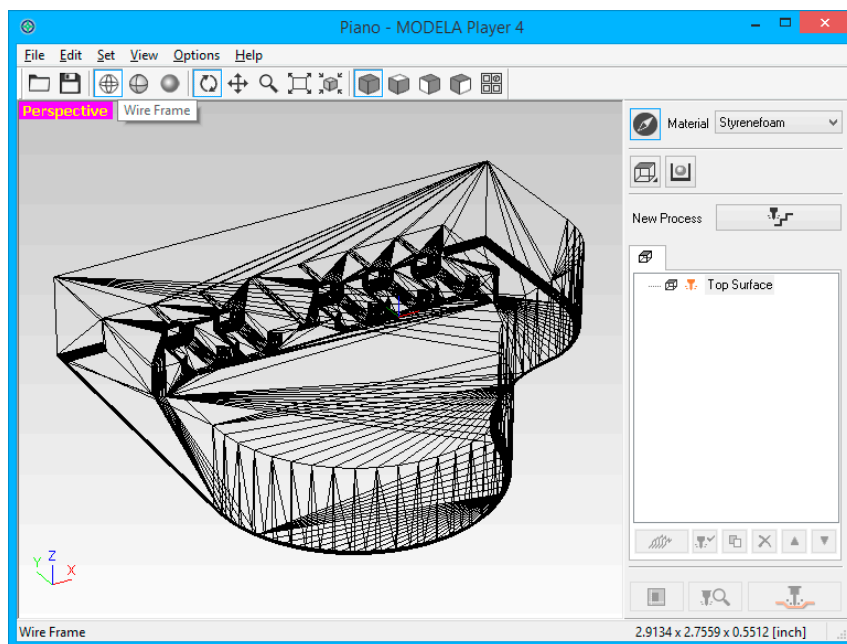 Piano - MODELA Player 4
File Edit Set View Options Help
Perspective
Wire Frame
Material Styrenefoam
New Process
Top Surface
Z
Y
X
Wire Frame 2.9134 x 2.7559 x 0.5512 [inch]